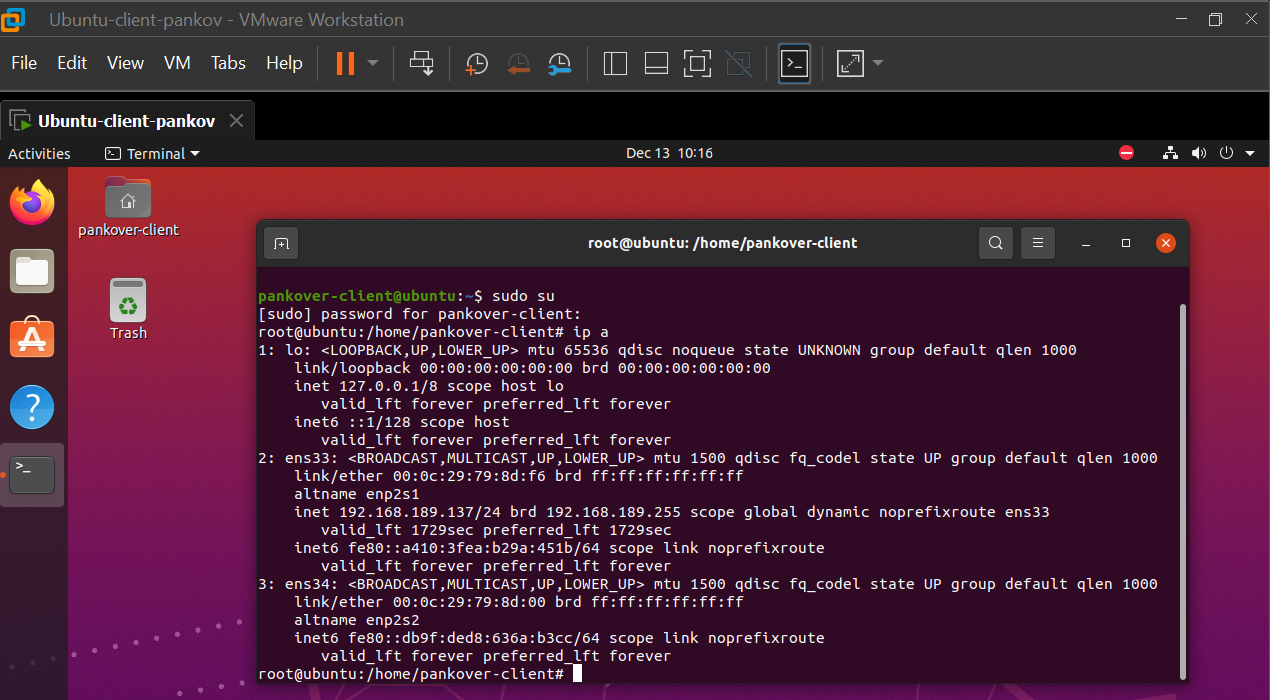 Ubuntu-client-pankov - VMware Workstation
File Edit View VM Tabs Help
Ubuntu-client-pankov
Activities Terminal Dec 13 10:16
pankover-client
Trash
root@ubuntu: /home/pankover-client
pankover-client@ubuntu:~$ sudo su
[sudo] password for pankover-client:
root@ubuntu:/home/pankover-client# ip a
1: lo: <LOOPBACK,UP,LOWER_UP> mtu 65536 qdisc noqueue state UNKNOWN group default qlen 1000
    link/loopback 00:00:00:00:00:00 brd 00:00:00:00:00:00
    inet 127.0.0.1/8 scope host lo
       valid_lft forever preferred_lft forever
    inet6 ::1/128 scope host
       valid_lft forever preferred_lft forever
2: ens33: <BROADCAST,MULTICAST,UP,LOWER_UP> mtu 1500 qdisc fq_codel state UP group default qlen 1000
    link/ether 00:0c:29:79:8d:f6 brd ff:ff:ff:ff:ff:ff
    altname enp2s1
    inet 192.168.189.137/24 brd 192.168.189.255 scope global dynamic noprefixroute ens33
       valid_lft 1729sec preferred_lft 1729sec
    inet6 fe80::a410:3fea:b29a:451b/64 scope link noprefixroute
       valid_lft forever preferred_lft forever
3: ens34: <BROADCAST,MULTICAST,UP,LOWER_UP> mtu 1500 qdisc fq_codel state UP group default qlen 1000
    link/ether 00:0c:29:79:8d:00 brd ff:ff:ff:ff:ff:ff
    altname enp2s2
    inet6 fe80::db9f:ded8:636a:b3cc/64 scope link noprefixroute
       valid_lft forever preferred_lft forever
root@ubuntu:/home/pankover-client#